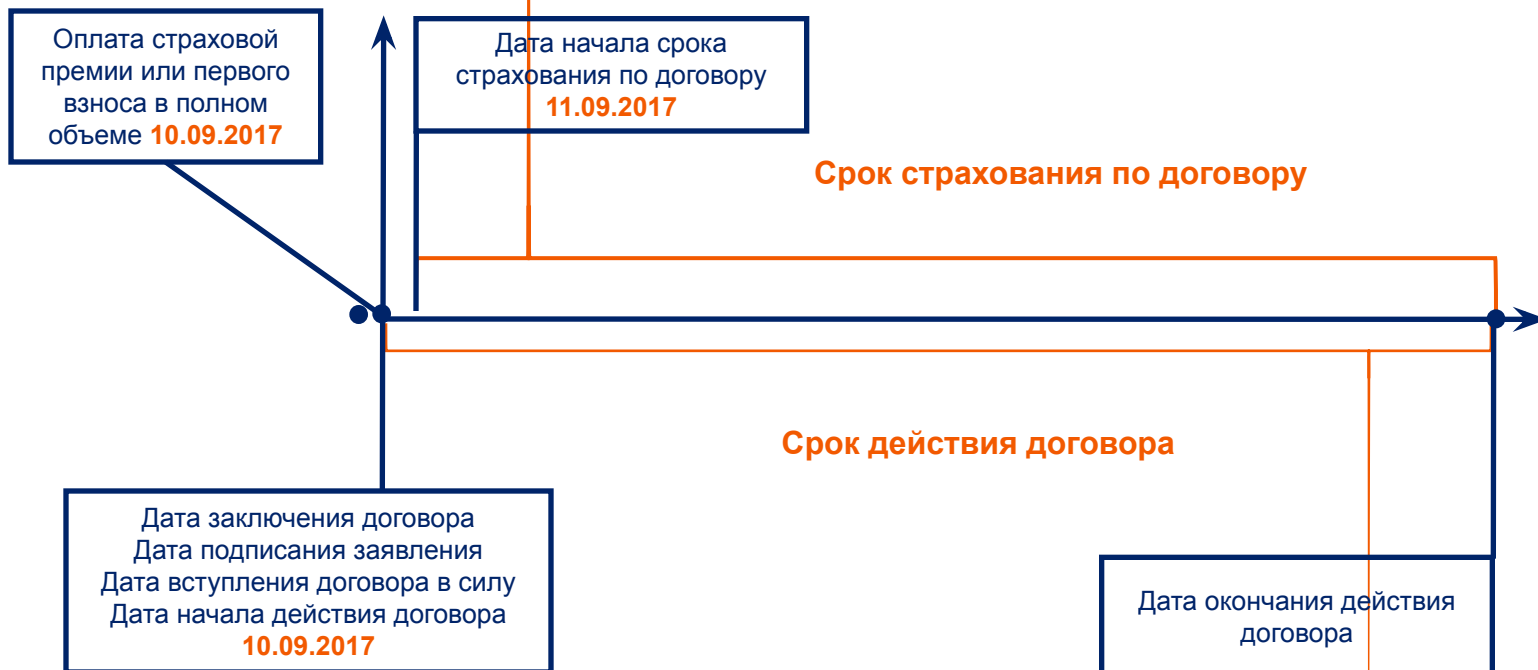 Оплата страховой
премии или первого
взноса в полном
объеме 10.09.2017
Дата начала срока
страхования по договору
11.09.2017
Срок страхования по договору
Срок действия договора
Дата заключения договора
Дата подписания заявления
Дата вступления договора в силу
Дата начала действия договора
10.09.2017
Дата окончания действия
договора